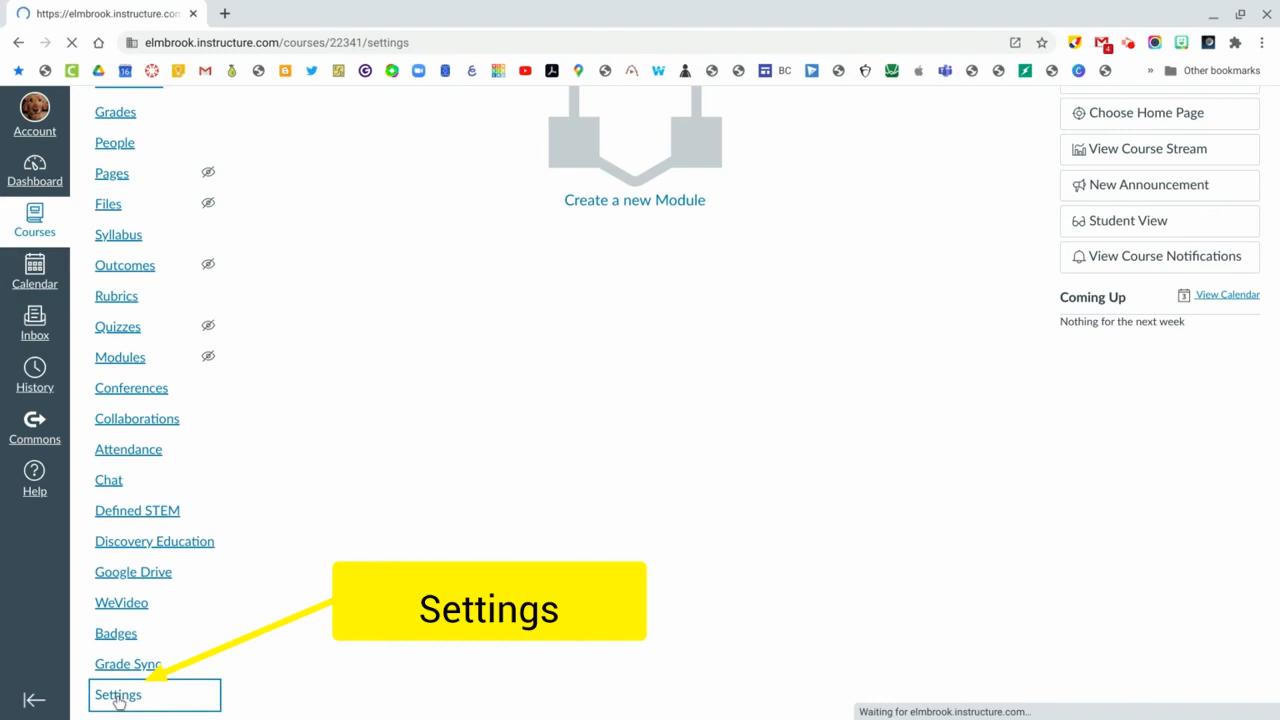 https://elmbrook.instructure.com
elmbrook.instructure.com/courses/22341/settings
4
16
BC
Other bookmarks
Account
Dashboard
Courses
Calendar
Inbox
History
Commons
Help
Grades
People
Pages
Files
Syllabus
Outcomes
Rubrics
Quizzes
Modules
Conferences
Collaborations
Attendance
Chat
Defined STEM
Discovery Education
Google Drive
WeVideo
Badges
Grade Sync
Settings
Create a new Module
Settings
Choose Home Page
View Course Stream
New Announcement
Student View
View Course Notifications
Coming Up
3 View Calendar
Nothing for the next week
Waiting for elmbrook.instructure.com...